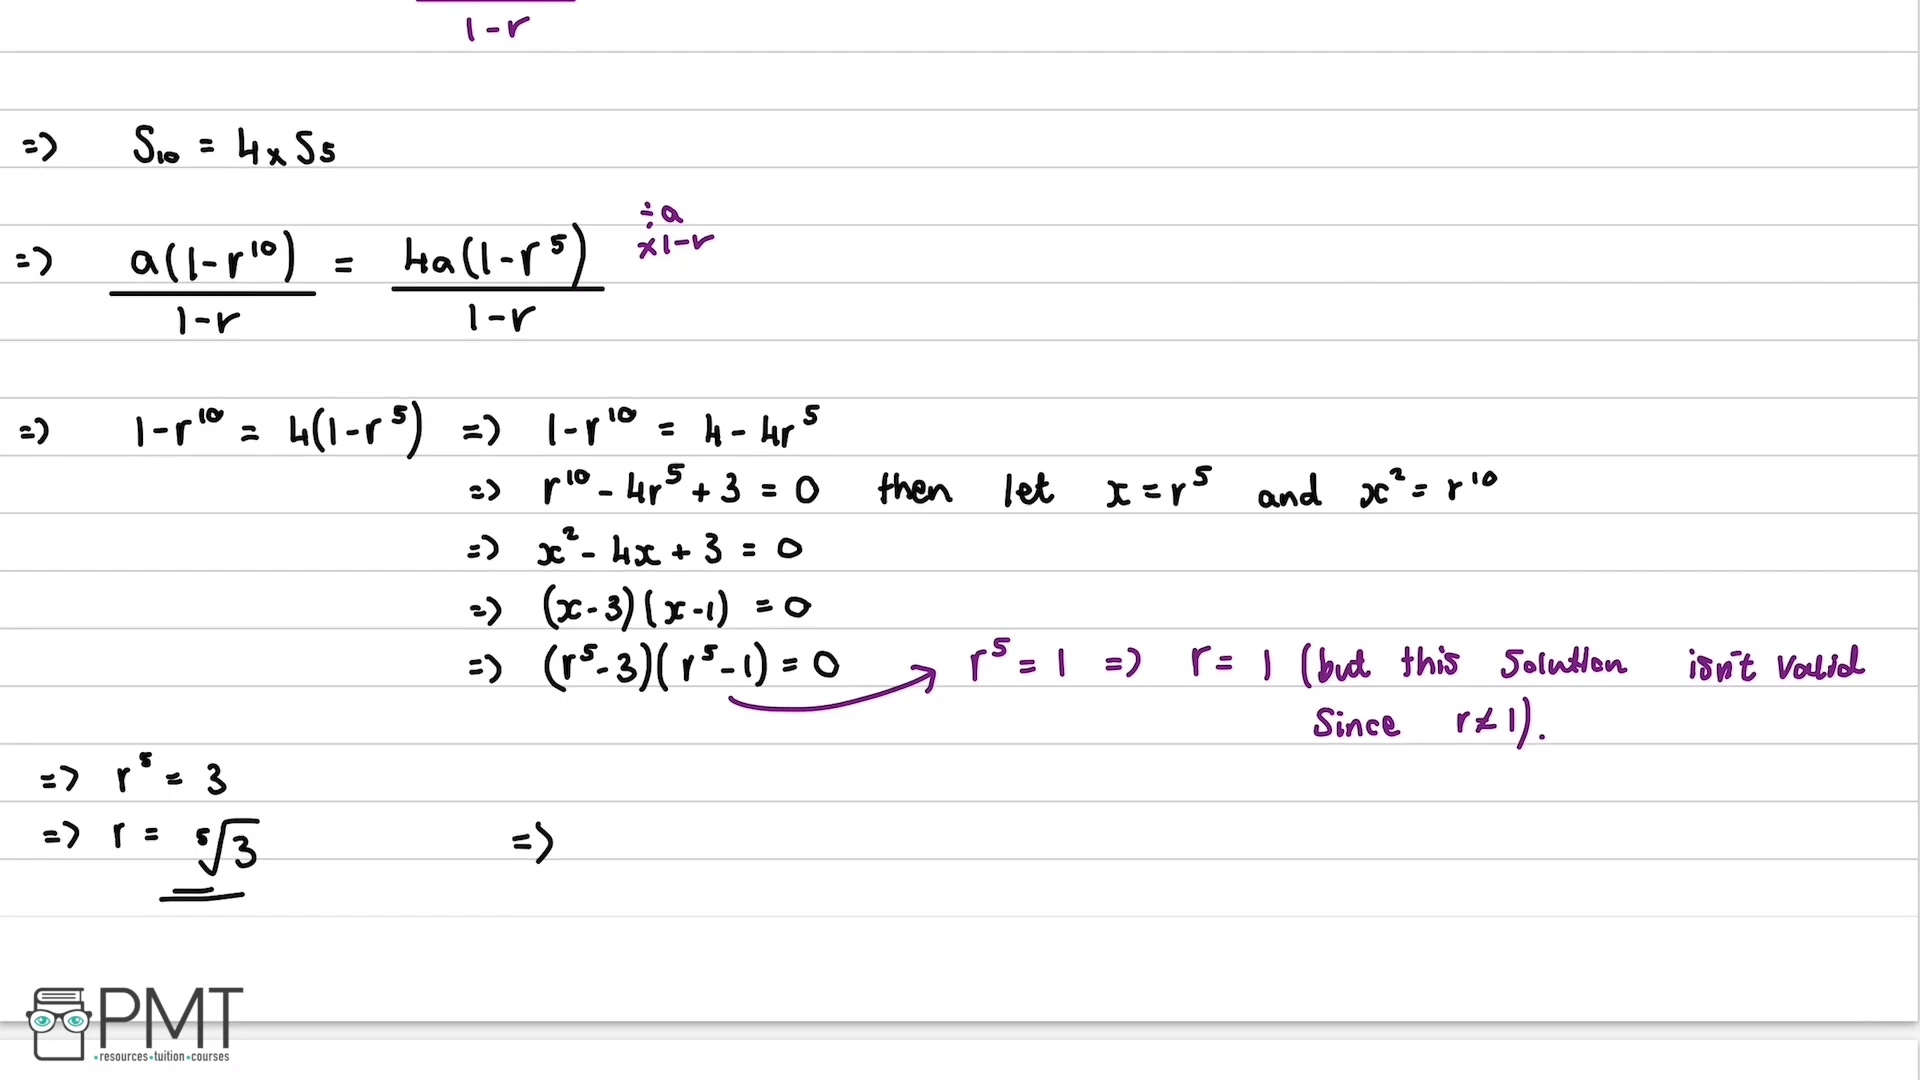 1-r
=> S₁₀ = 4 x S₅
÷a
=> a(1-r¹⁰) = 4a(1-r⁵) x1-r
1-r 1-r
=> 1-r¹⁰ = 4(1-r⁵) => 1-r¹⁰ = 4 - 4r⁵
=> r¹⁰ - 4r⁵ + 3 = 0 then let x = r⁵ and x² = r¹⁰
=> x² - 4x + 3 = 0
=> (x-3)(x-1) = 0
=> (r⁵-3)(r⁵-1) = 0 r⁵ = 1 => r = 1 (but this solution isn't valid
since r≠1).
=> r⁵ = 3
=> r = ⁵√3 =>
PMT
•resources•tuition•courses